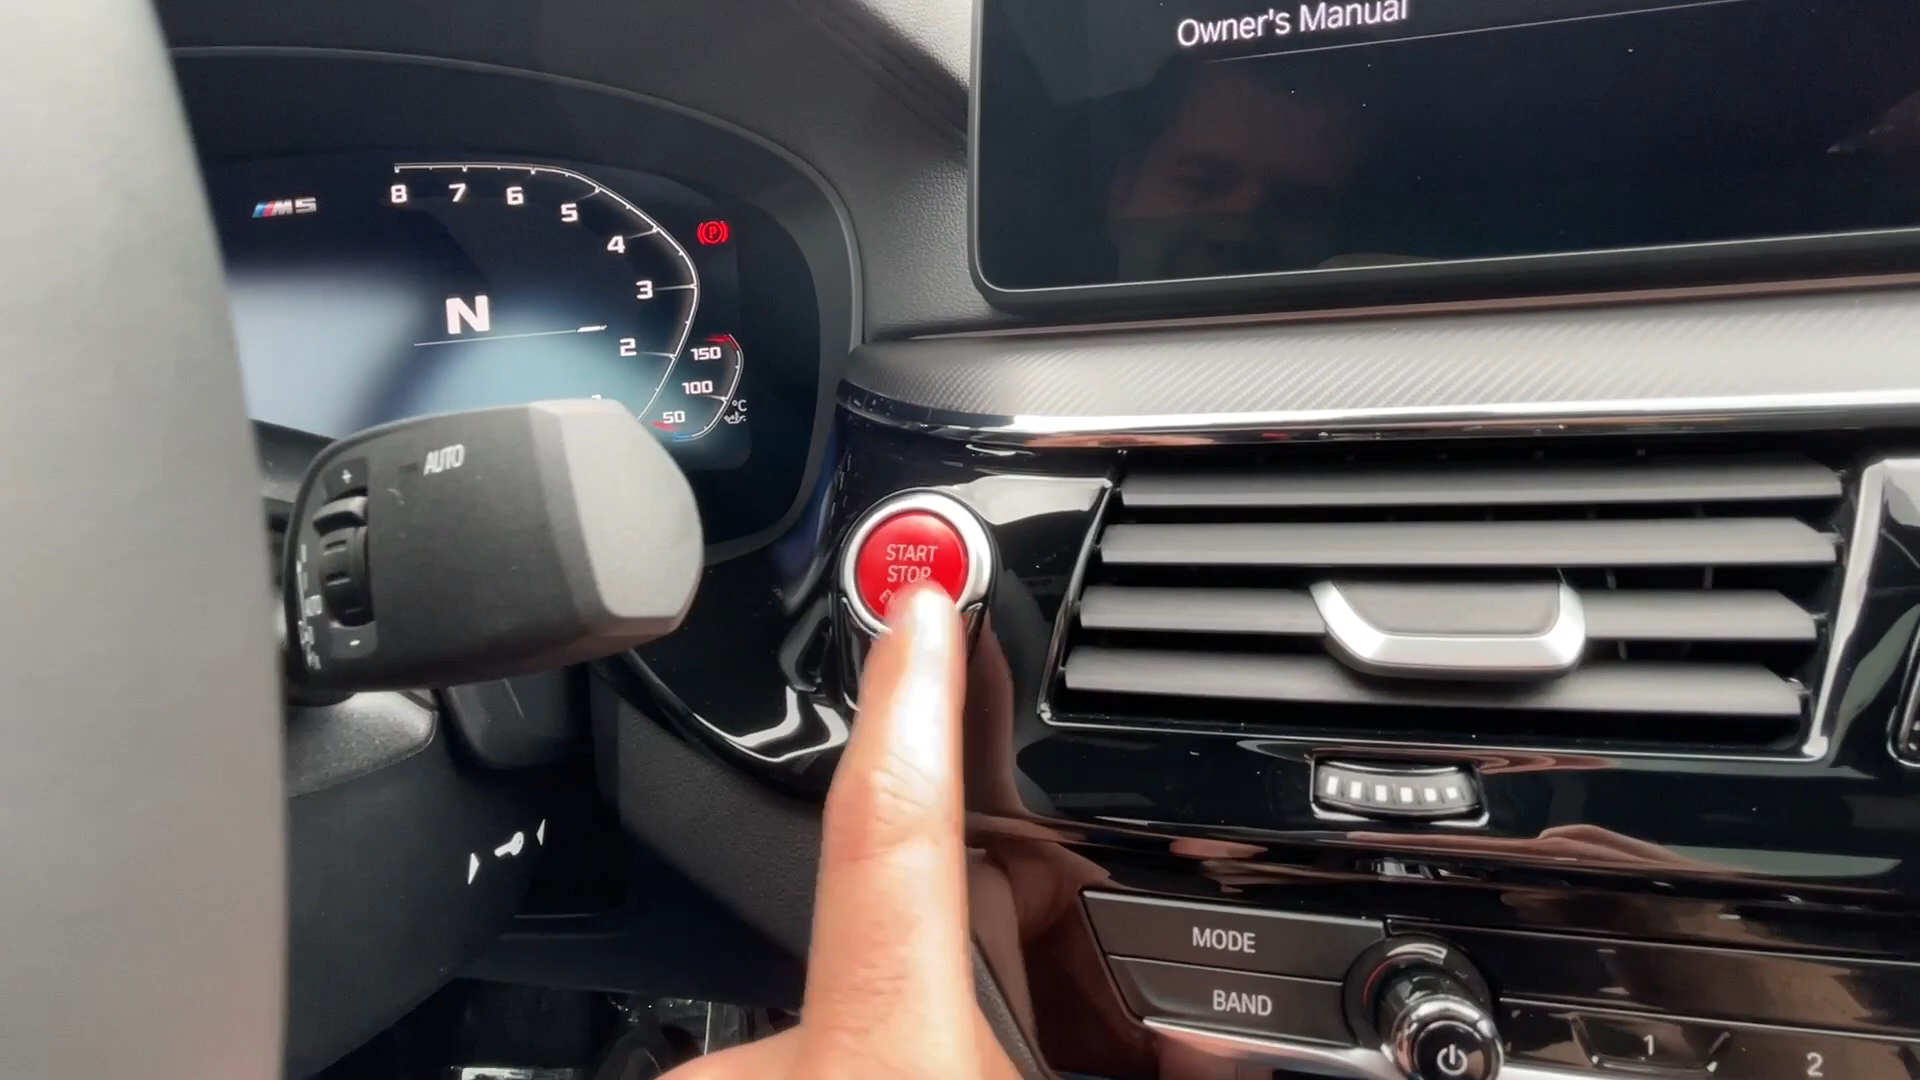 Owner's Manual
M5
8 7 6 5 4 3 2
N
150
100
50
°C
AUTO
+
-
START
STOP
MODE
BAND
1
2